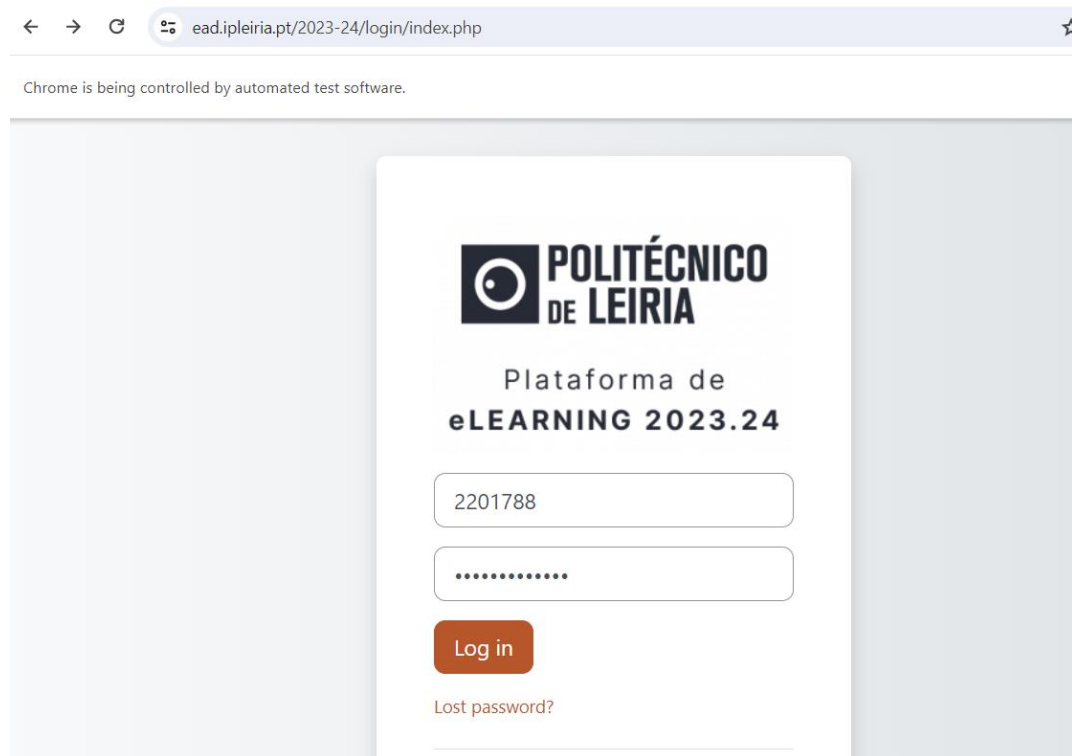 ead.ipleiria.pt/2023-24/login/index.php
Chrome is being controlled by automated test software.
POLITÉCNICO
DE LEIRIA
Plataforma de
eLEARNING 2023.24
2201788
•••••••••••••
Log in
Lost password?